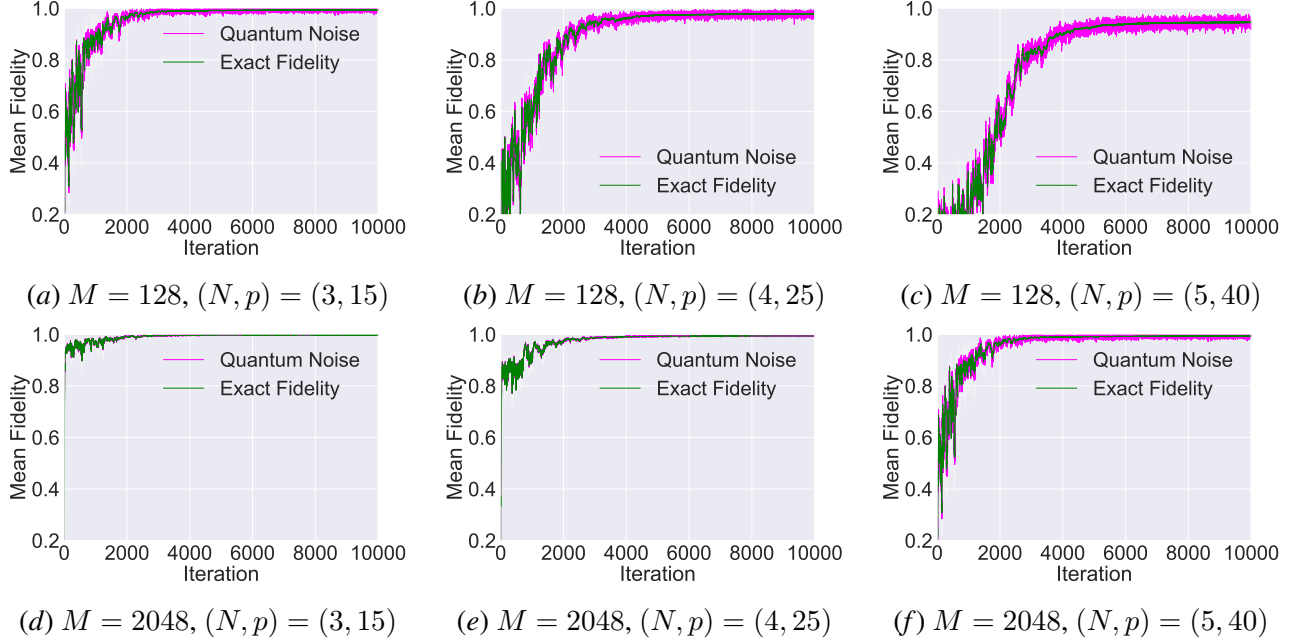 1.0
0.8
0.6
0.4
0.2
Mean Fidelity
Quantum Noise
Exact Fidelity
0 2000 4000 6000 8000 10000
Iteration
(a) M = 128, (N, p) = (3, 15)
1.0
0.8
0.6
0.4
0.2
Mean Fidelity
Quantum Noise
Exact Fidelity
0 2000 4000 6000 8000 10000
Iteration
(b) M = 128, (N, p) = (4, 25)
1.0
0.8
0.6
0.4
0.2
Mean Fidelity
Quantum Noise
Exact Fidelity
0 2000 4000 6000 8000 10000
Iteration
(c) M = 128, (N, p) = (5, 40)
1.0
0.8
0.6
0.4
0.2
Mean Fidelity
Quantum Noise
Exact Fidelity
0 2000 4000 6000 8000 10000
Iteration
(d) M = 2048, (N, p) = (3, 15)
1.0
0.8
0.6
0.4
0.2
Mean Fidelity
Quantum Noise
Exact Fidelity
0 2000 4000 6000 8000 10000
Iteration
(e) M = 2048, (N, p) = (4, 25)
1.0
0.8
0.6
0.4
0.2
Mean Fidelity
Quantum Noise
Exact Fidelity
0 2000 4000 6000 8000 10000
Iteration
(f) M = 2048, (N, p) = (5, 40)